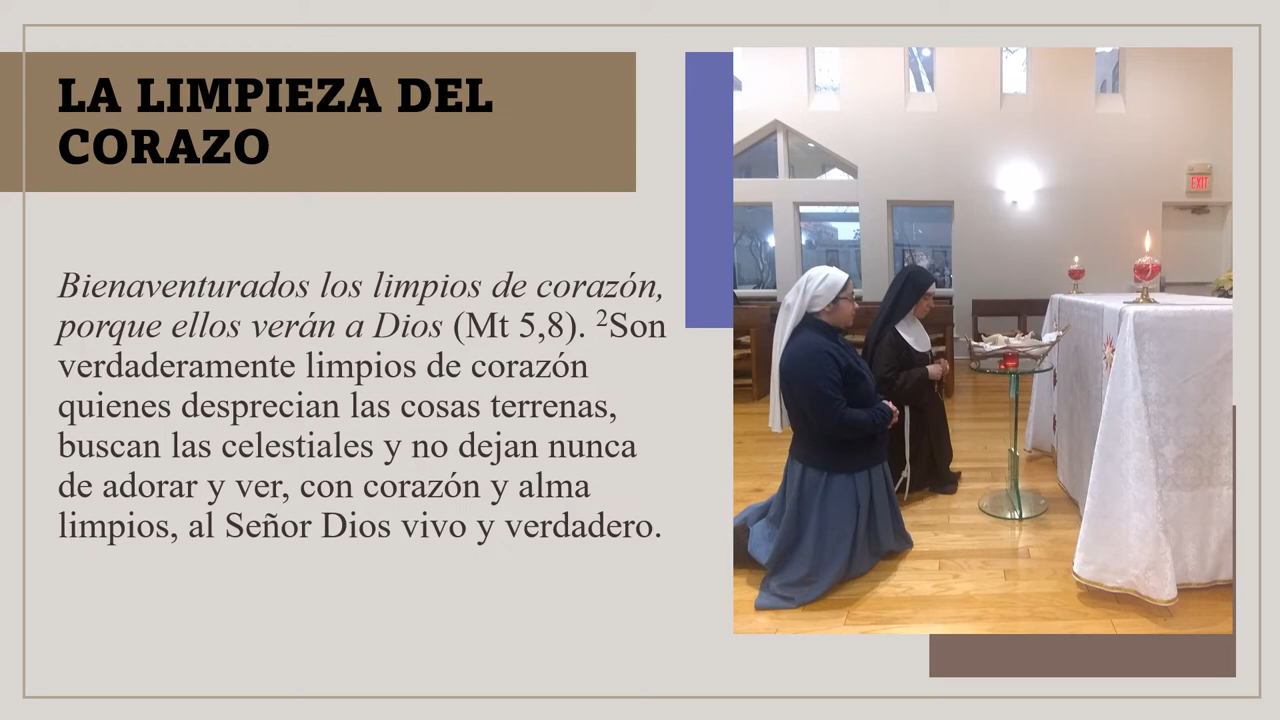 LA LIMPIEZA DEL
CORAZO
Bienaventurados los limpios de corazón,
porque ellos verán a Dios (Mt 5,8). ²Son
verdaderamente limpios de corazón
quienes desprecian las cosas terrenas,
buscan las celestiales y no dejan nunca
de adorar y ver, con corazón y alma
limpios, al Señor Dios vivo y verdadero.
EXIT